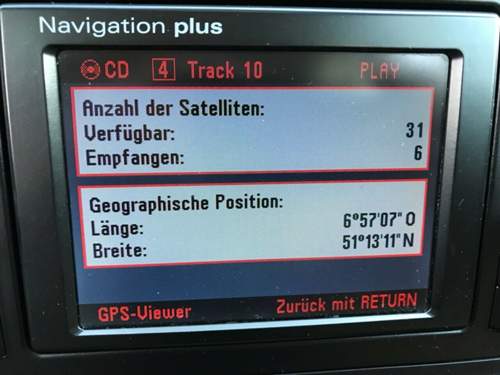 Navigation plus
CD 4 Track 10 PLAY
Anzahl der Satelliten:
Verfügbar: 31
Empfangen: 6
Geographische Position:
Länge: 6°57'07" O
Breite: 51°13'11" N
GPS-Viewer Zurück mit RETURN